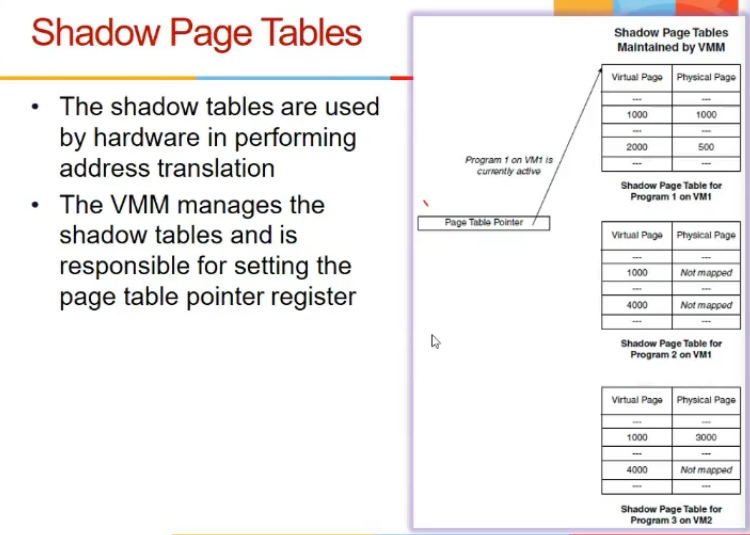 Shadow Page Tables
• The shadow tables are used
by hardware in performing
address translation
• The VMM manages the
shadow tables and is
responsible for setting the
page table pointer register
Program 1 on VM1 is
currently active
Page Table Pointer
Shadow Page Tables
Maintained by VMM
Virtual Page Physical Page
--- ---
1000 1000
--- ---
2000 500
--- ---
Shadow Page Table for
Program 1 on VM1
Virtual Page Physical Page
--- ---
1000 Not mapped
--- ---
4000 Not mapped
--- ---
Shadow Page Table for
Program 2 on VM1
Virtual Page Physical Page
--- ---
1000 3000
--- ---
4000 Not mapped
--- ---
Shadow Page Table for
Program 3 on VM2